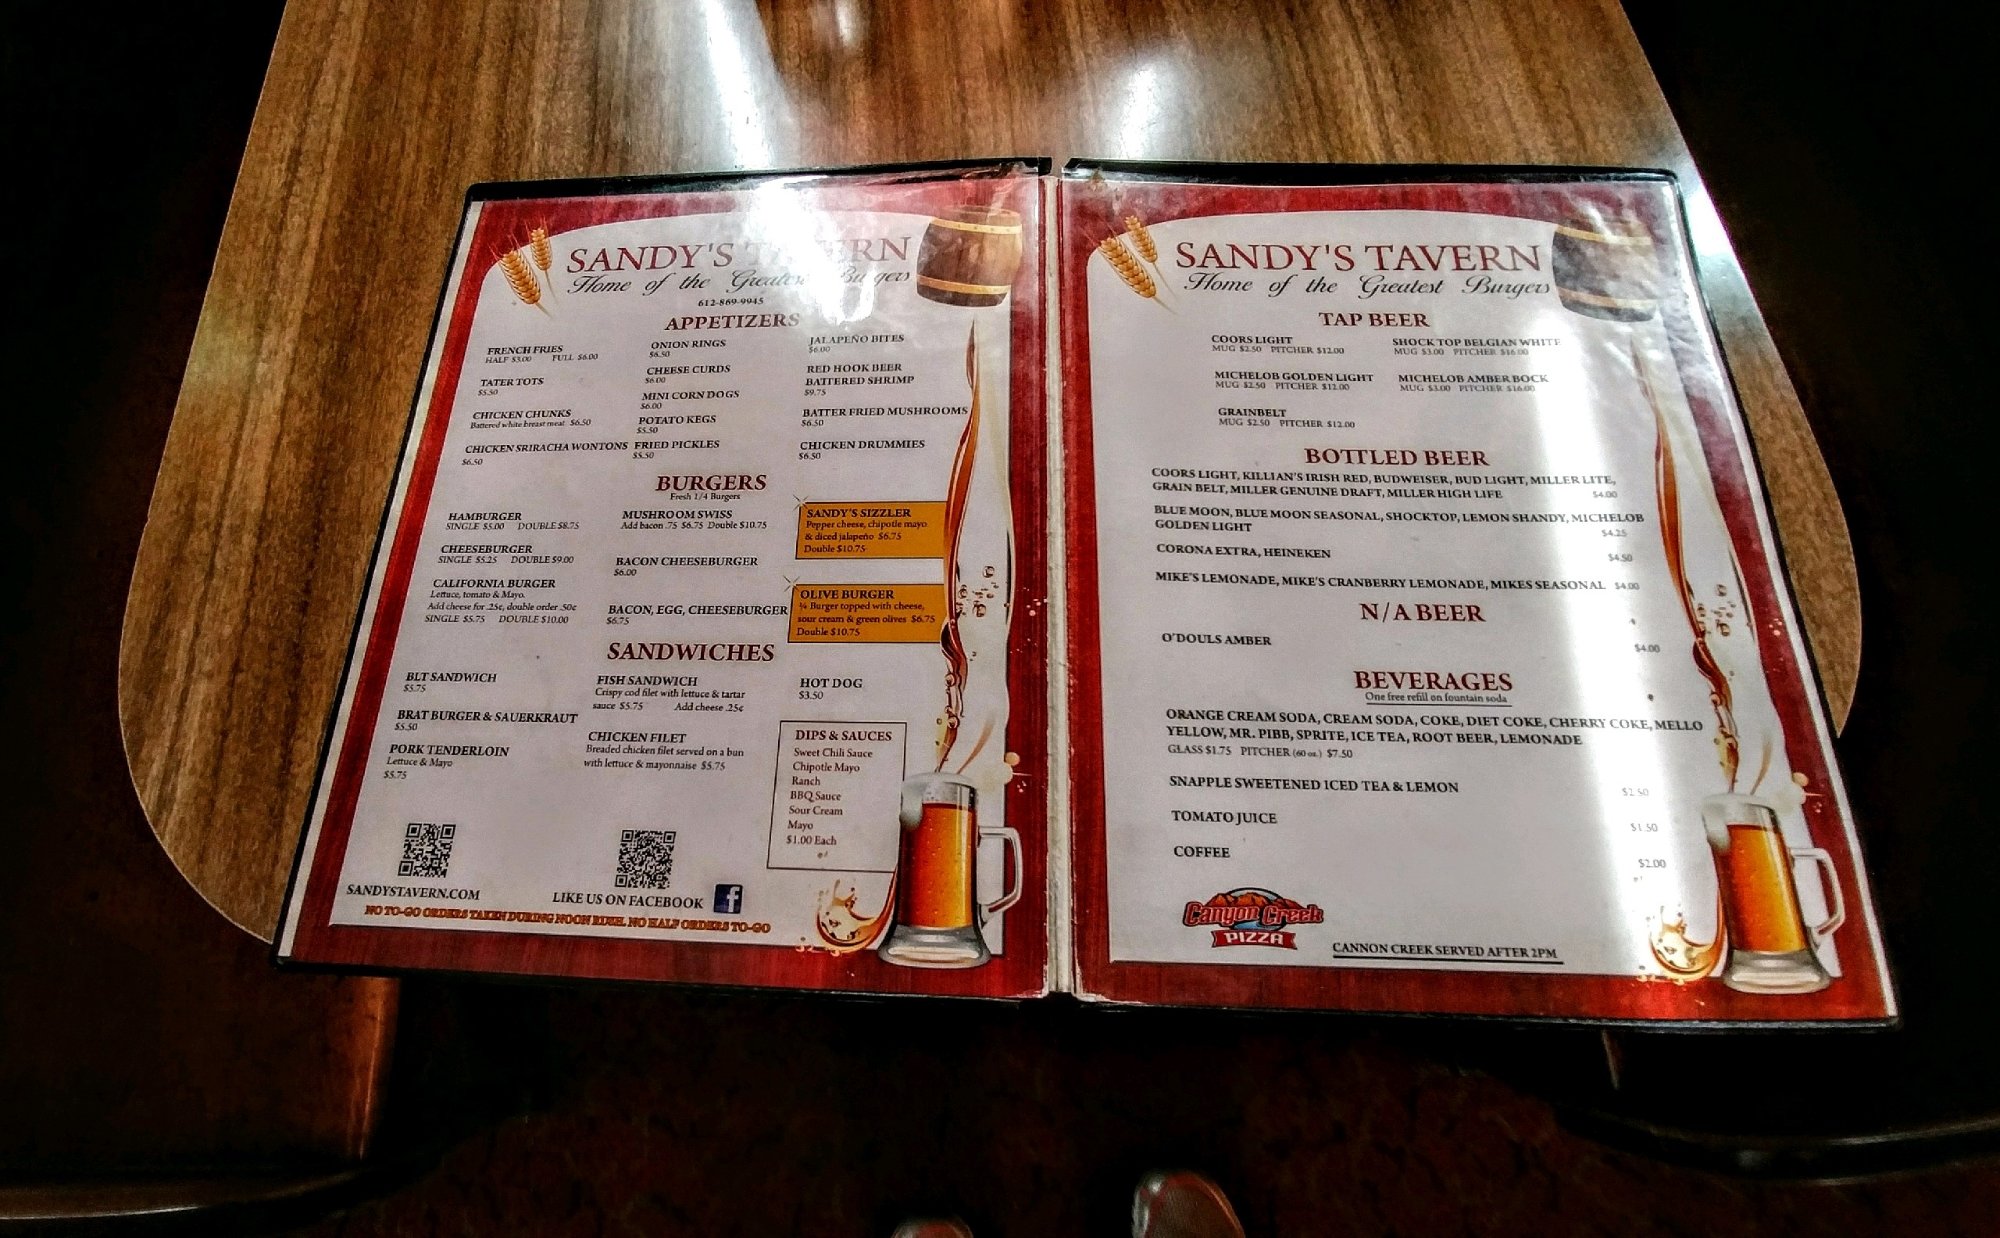 SANDY'S TAVERN
Home of the Greatest Burgers
612-869-9945
APPETIZERS
FRENCH FRIES
HALF $3.00 FULL $6.00
TATER TOTS
$5.50
CHICKEN CHUNKS
Battered white breast meat $6.50
CHICKEN SRIRACHA WONTONS
$6.50
ONION RINGS
$6.50
CHEESE CURDS
$6.00
MINI CORN DOGS
$6.00
POTATO KEGS
$5.50
FRIED PICKLES
$5.50
JALAPEÑO BITES
$6.00
RED HOOK BEER
BATTERED SHRIMP
$9.75
BATTER FRIED MUSHROOMS
$6.50
CHICKEN DRUMMIES
$6.50
BURGERS
Fresh 1/4 Burgers
HAMBURGER
SINGLE $5.00 DOUBLE $8.75
CHEESEBURGER
SINGLE $5.25 DOUBLE $9.00
CALIFORNIA BURGER
Lettuce, tomato & Mayo.
Add cheese for .25¢, double order .50¢
SINGLE $5.75 DOUBLE $10.00
MUSHROOM SWISS
Add bacon .75 $6.75 Double $10.75
BACON CHEESEBURGER
$6.00
BACON, EGG, CHEESEBURGER
$6.75
SANDY'S SIZZLER
Pepper cheese, chipotle mayo
& diced jalapeño $6.75
Double $10.75
OLIVE BURGER
¼ Burger topped with cheese,
sour cream & green olives $6.75
Double $10.75
SANDWICHES
BLT SANDWICH
$5.75
BRAT BURGER & SAUERKRAUT
$5.50
PORK TENDERLOIN
Lettuce & Mayo
$5.75
FISH SANDWICH
Crispy cod filet with lettuce & tartar
sauce $5.75 Add cheese .25¢
CHICKEN FILET
Breaded chicken filet served on a bun
with lettuce & mayonnaise $5.75
HOT DOG
$3.50
DIPS & SAUCES
Sweet Chili Sauce
Chipotle Mayo
Ranch
BBQ Sauce
Sour Cream
Mayo
$1.00 Each
SANDYSTAVERN.COM
LIKE US ON FACEBOOK f
NO TO-GO ORDERS TAKEN DURING NOON RUSH. NO HALF ORDERS TO-GO
SANDY'S TAVERN
Home of the Greatest Burgers
TAP BEER
COORS LIGHT
MUG $2.50 PITCHER $12.00
MICHELOB GOLDEN LIGHT
MUG $2.50 PITCHER $12.00
GRAINBELT
MUG $2.50 PITCHER $12.00
SHOCK TOP BELGIAN WHITE
MUG $3.00 PITCHER $16.00
MICHELOB AMBER BOCK
MUG $3.00 PITCHER $16.00
BOTTLED BEER
COORS LIGHT, KILLIAN'S IRISH RED, BUDWEISER, BUD LIGHT, MILLER LITE,
GRAIN BELT, MILLER GENUINE DRAFT, MILLER HIGH LIFE $4.00
BLUE MOON, BLUE MOON SEASONAL, SHOCKTOP, LEMON SHANDY, MICHELOB
GOLDEN LIGHT $4.25
CORONA EXTRA, HEINEKEN $4.50
MIKE'S LEMONADE, MIKE'S CRANBERRY LEMONADE, MIKES SEASONAL $4.00
N/A BEER
O'DOULS AMBER $4.00
BEVERAGES
One free refill on fountain soda
ORANGE CREAM SODA, CREAM SODA, COKE, DIET COKE, CHERRY COKE, MELLO
YELLOW, MR. PIBB, SPRITE, ICE TEA, ROOT BEER, LEMONADE
GLASS $1.75 PITCHER (60 oz.) $7.50
SNAPPLE SWEETENED ICED TEA & LEMON $2.50
TOMATO JUICE $1.50
COFFEE $2.00
Canyon Creek
PIZZA
CANNON CREEK SERVED AFTER 2PM